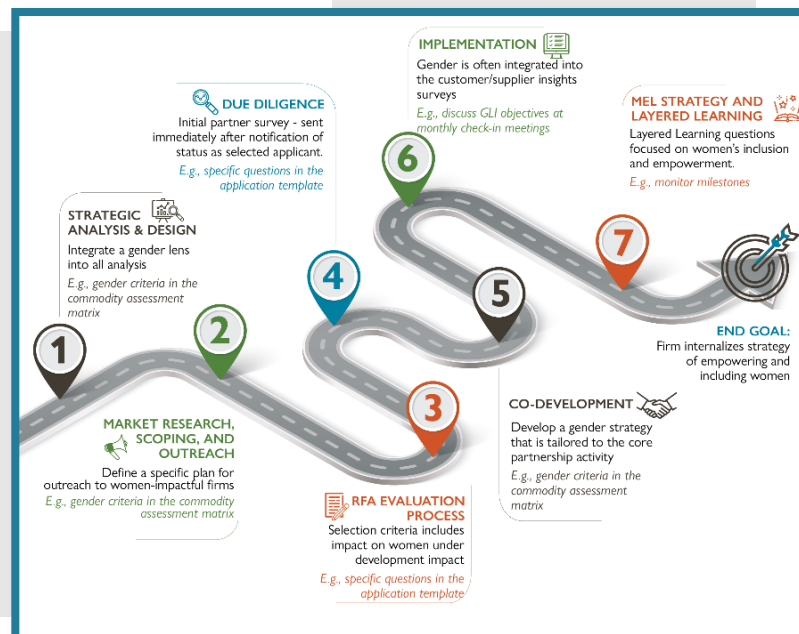 1
STRATEGIC
ANALYSIS & DESIGN
Integrate a gender lens
into all analysis
E.g., gender criteria in the
commodity assessment
matrix
2
MARKET RESEARCH,
SCOPING, AND
OUTREACH
Define a specific plan for
outreach to women-impactful firms
E.g., gender criteria in the commodity
assessment matrix
3
RFA EVALUATION
PROCESS
Selection criteria includes
impact on women under
development impact
E.g., specific questions in the
application template
4
DUE DILIGENCE
Initial partner survey - sent
immediately after notification of
status as selected applicant.
E.g., specific questions in the
application template
5
CO-DEVELOPMENT
Develop a gender strategy
that is tailored to the core
partnership activity
E.g., gender criteria in the
commodity assessment
matrix
6
IMPLEMENTATION
Gender is often integrated into
the customer/supplier insights
surveys
E.g., discuss GLI objectives at
monthly check-in meetings
7
MEL STRATEGY AND
LAYERED LEARNING
Layered Learning questions
focused on women's inclusion
and empowerment.
E.g., monitor milestones
END GOAL:
Firm internalizes strategy
of empowering and
including women